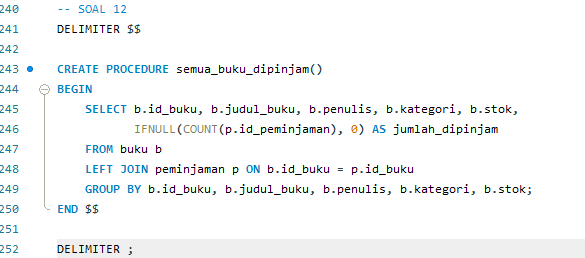 240 -- SOAL 12
241 DELIMITER $$
242
243 CREATE PROCEDURE semua_buku_dipinjam()
244 BEGIN
245 SELECT b.id_buku, b.judul_buku, b.penulis, b.kategori, b.stok,
246 IFNULL(COUNT(p.id_peminjaman), 0) AS jumlah_dipinjam
247 FROM buku b
248 LEFT JOIN peminjaman p ON b.id_buku = p.id_buku
249 GROUP BY b.id_buku, b.judul_buku, b.penulis, b.kategori, b.stok;
250 END $$
251
252 DELIMITER ;